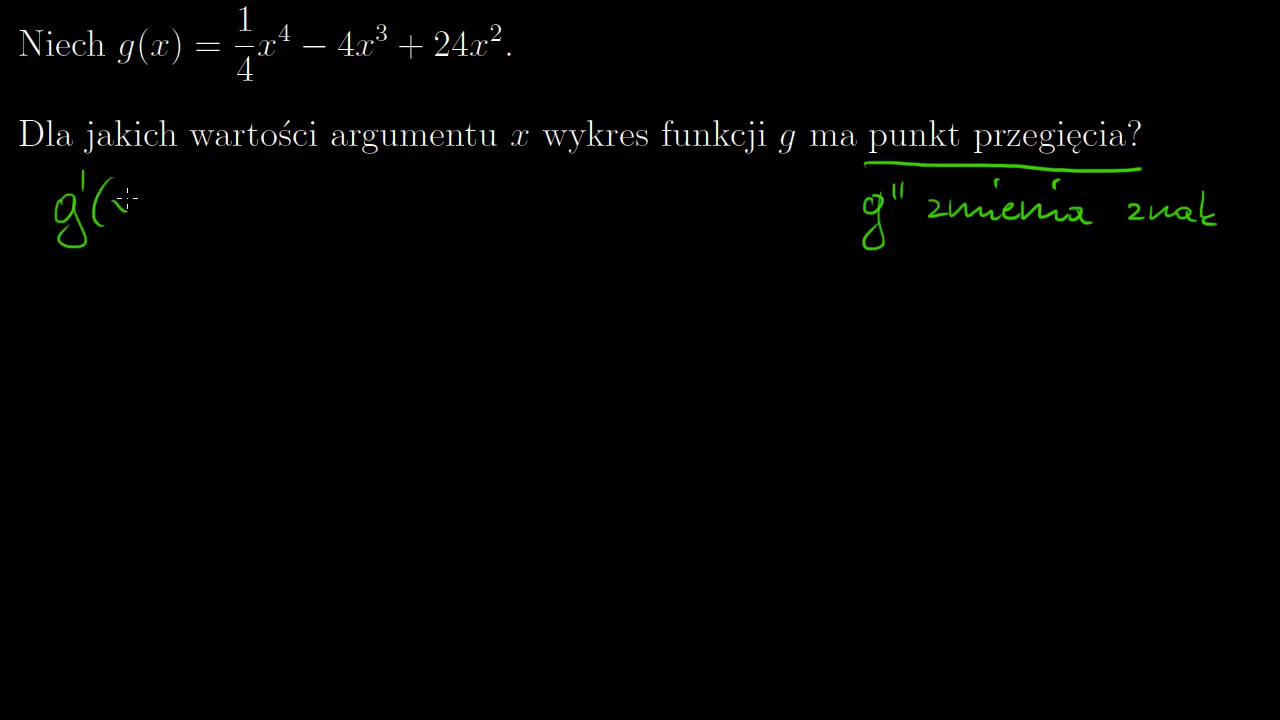 Niech g(x) = \frac{1}{4}x^4 − 4x^3 + 24x^2.
Dla jakich wartości argumentu x wykres funkcji g ma punkt przegięcia?
g'(x g'' zmienia znak